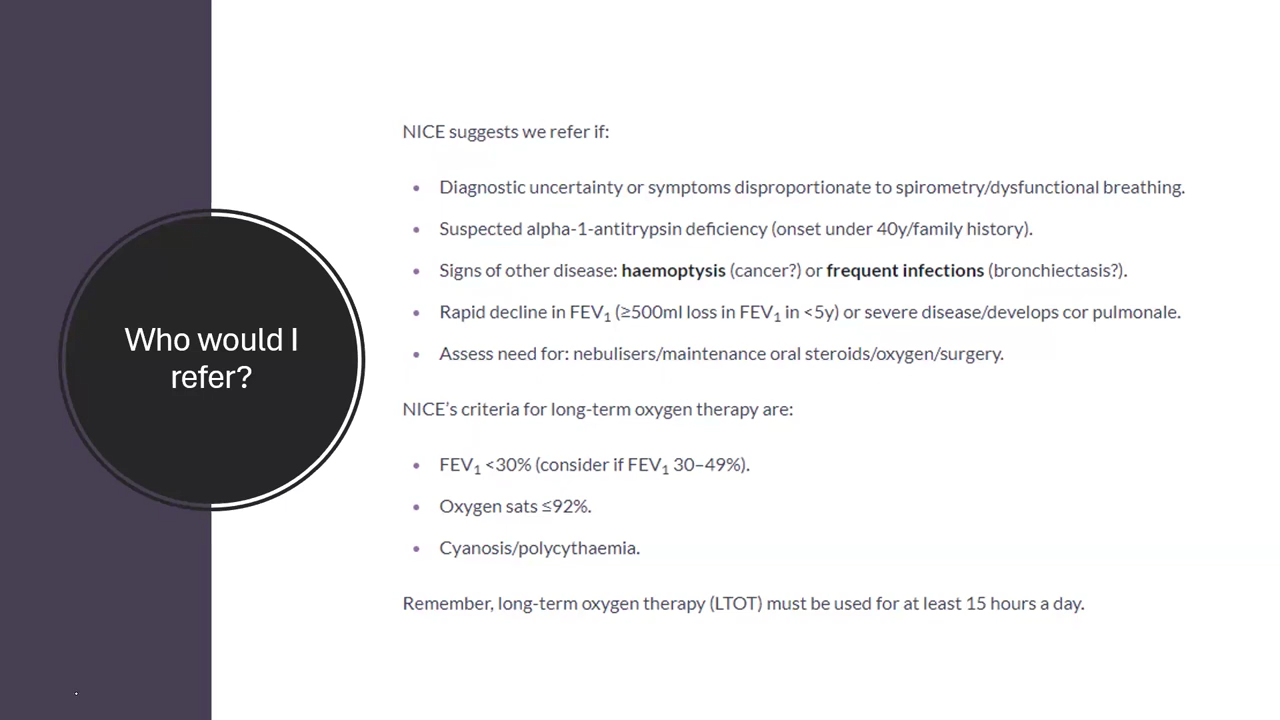 Who would I
refer?
NICE suggests we refer if:
• Diagnostic uncertainty or symptoms disproportionate to spirometry/dysfunctional breathing.
• Suspected alpha-1-antitrypsin deficiency (onset under 40y/family history).
• Signs of other disease: haemoptysis (cancer?) or frequent infections (bronchiectasis?).
• Rapid decline in FEV₁ (≥500ml loss in FEV₁ in <5y) or severe disease/develops cor pulmonale.
• Assess need for: nebulisers/maintenance oral steroids/oxygen/surgery.
NICE’s criteria for long-term oxygen therapy are:
• FEV₁ <30% (consider if FEV₁ 30–49%).
• Oxygen sats ≤92%.
• Cyanosis/polycythaemia.
Remember, long-term oxygen therapy (LTOT) must be used for at least 15 hours a day.